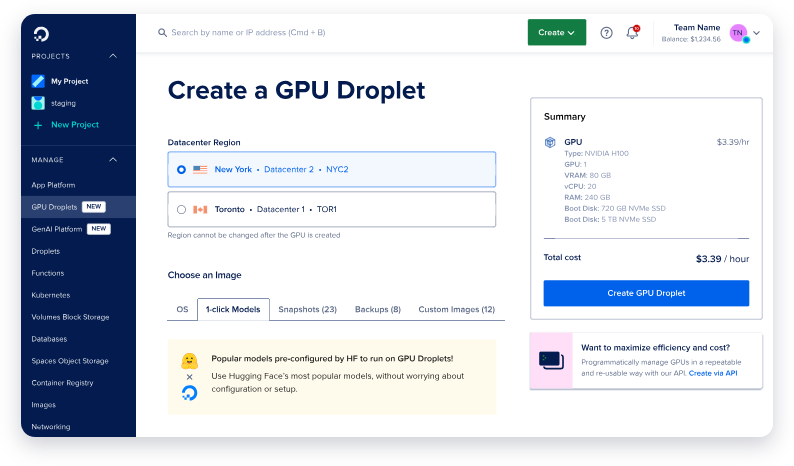 Search by name or IP address (Cmd + B)
Create
10
Team Name
Balance: $1,234.56
TN
PROJECTS
My Project
staging
+ New Project
MANAGE
App Platform
GPU Droplets NEW
GenAI Platform NEW
Droplets
Functions
Kubernetes
Volumes Block Storage
Databases
Spaces Object Storage
Container Registry
Images
Networking
Create a GPU Droplet
Datacenter Region
New York • Datacenter 2 • NYC2
Toronto • Datacenter 1 • TOR1
Region cannot be changed after the GPU is created
Choose an Image
OS
1-click Models
Snapshots (23)
Backups (8)
Custom Images (12)
Popular models pre-configured by HF to run on GPU Droplets!
Use Hugging Face's most popular models, without worrying about
configuration or setup.
Summary
GPU $3.39/hr
Type: NVIDIA H100
GPU: 1
VRAM: 80 GB
vCPU: 20
RAM: 240 GB
Boot Disk: 720 GB NVMe SSD
Boot Disk: 5 TB NVMe SSD
Total cost $3.39 / hour
Create GPU Droplet
Want to maximize efficiency and cost?
Programmatically manage GPUs in a repeatable
and re-usable way with our API. Create via API